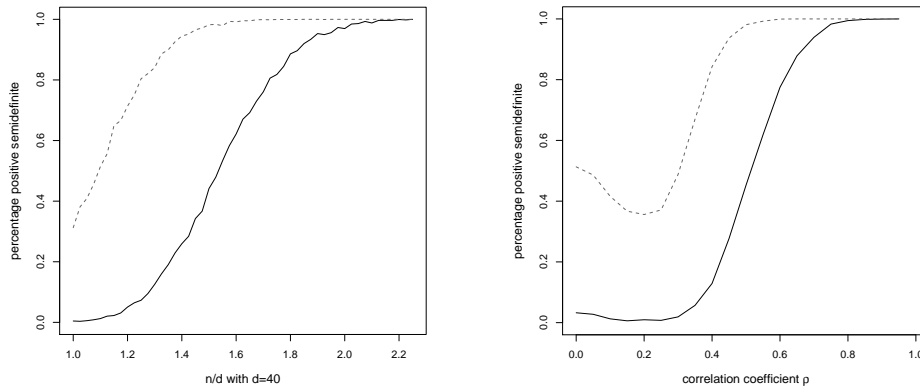 percentage positive semidefinite
1.0
0.8
0.6
0.4
0.2
0.0
1.0 1.2 1.4 1.6 1.8 2.0 2.2
n/d with d=40
percentage positive semidefinite
1.0
0.8
0.6
0.4
0.2
0.0
0.0 0.2 0.4 0.6 0.8 1.0
correlation coefficient ρ